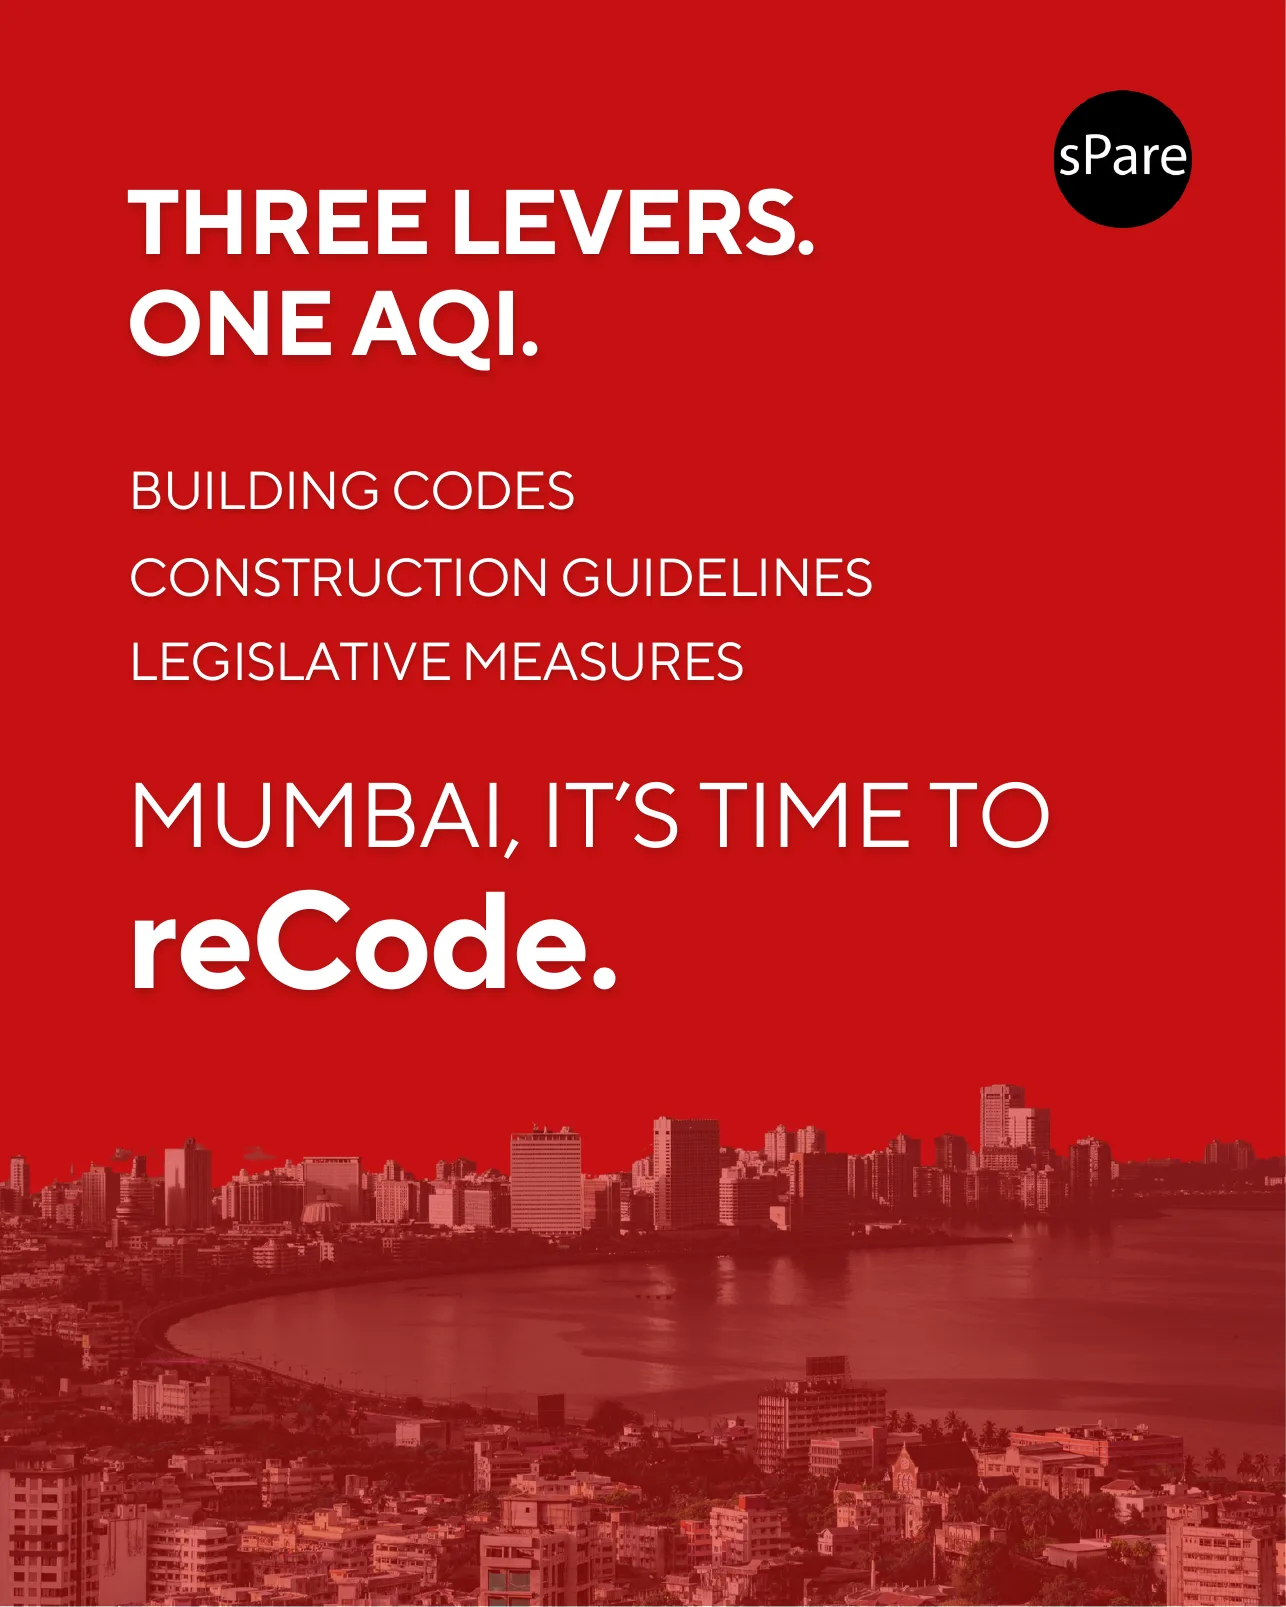 sPare
THREE LEVERS.
ONE AQI.
BUILDING CODES
CONSTRUCTION GUIDELINES
LEGISLATIVE MEASURES
MUMBAI, IT’S TIME TO
reCode.